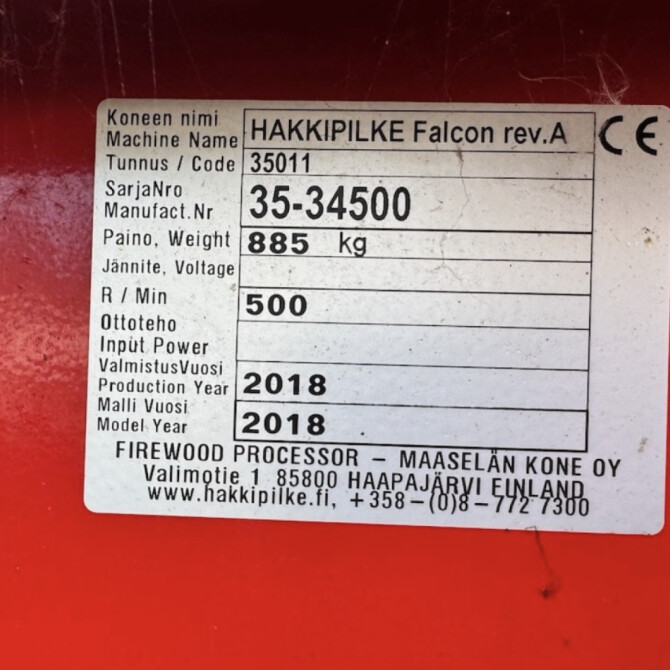 Koneen nimi
Machine Name HAKKIPILKE Falcon rev.A CE
Tunnus / Code 35011
SarjaNro
Manufact.Nr 35-34500
Paino, Weight 885 kg
Jännite, Voltage
R / Min 500
Ottoteho
Input Power
ValmistusVuosi
Production Year 2018
Malli Vuosi
Model Year 2018
FIREWOOD PROCESSOR – MAASELÄN KONE OY
Valimotie 1 85800 HAAPAJÄRVI FINLAND
www.hakkipilke.fi, +358-(0)8-772 7300